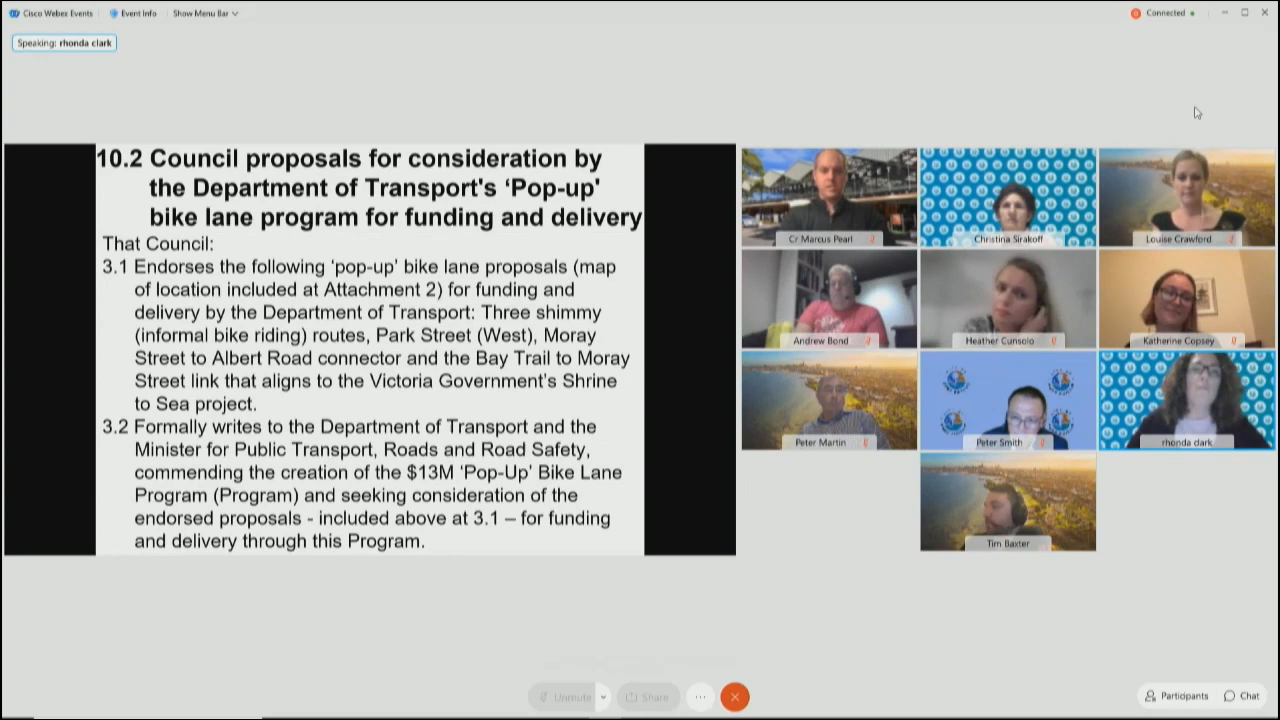 Cisco Webex Events
Event Info
Show Menu Bar
Connected
Speaking: rhonda clark
10.2 Council proposals for consideration by
the Department of Transport's ‘Pop-up'
bike lane program for funding and delivery
That Council:
3.1 Endorses the following ‘pop-up’ bike lane proposals (map
of location included at Attachment 2) for funding and
delivery by the Department of Transport: Three shimmy
(informal bike riding) routes, Park Street (West), Moray
Street to Albert Road connector and the Bay Trail to Moray
Street link that aligns to the Victoria Government’s Shrine
to Sea project.
3.2 Formally writes to the Department of Transport and the
Minister for Public Transport, Roads and Road Safety,
commending the creation of the $13M ‘Pop-Up’ Bike Lane
Program (Program) and seeking consideration of the
endorsed proposals - included above at 3.1 – for funding
and delivery through this Program.
Cr Marcus Pearl
Christina Sirakoff
Louise Crawford
Andrew Bond
Heather Cunsolo
Katherine Copsey
Peter Martin
Peter Smith
rhonda clark
Tim Baxter
Unmute
Share
Participants
Chat